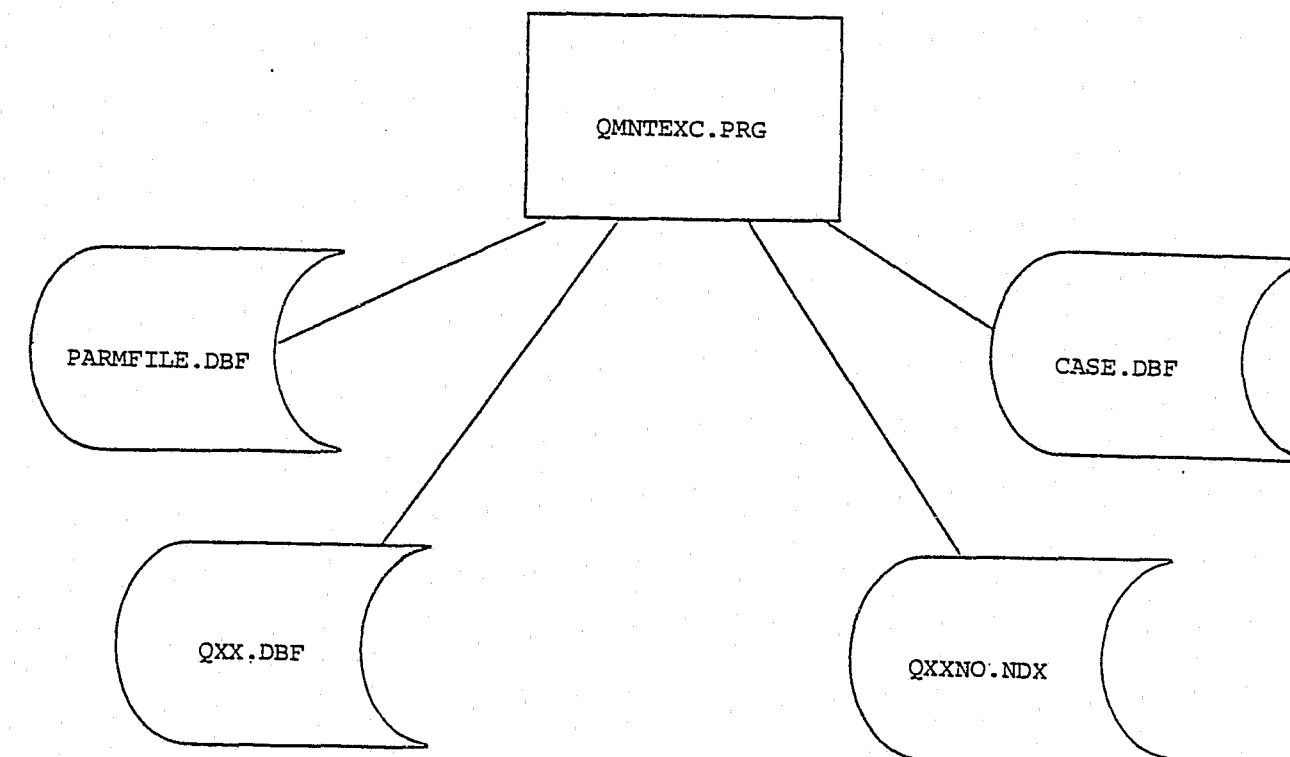 QMNTEXC.PRG
PARMFILE.DBF
CASE.DBF
QXX.DBF
QXXNO.NDX